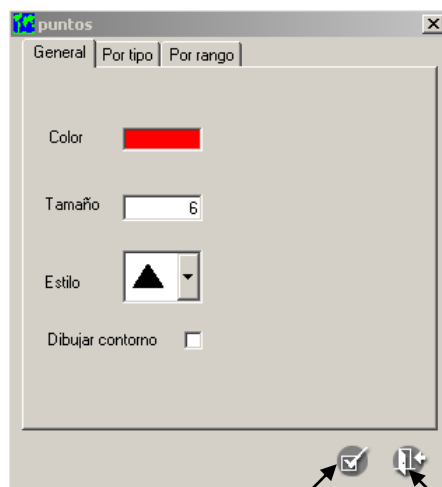 puntos
General Por tipo Por rango
Color
Tamaño 6
Estilo
Dibujar contorno